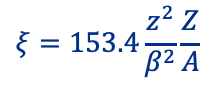 ξ = 153.4 z²/β² Z/A